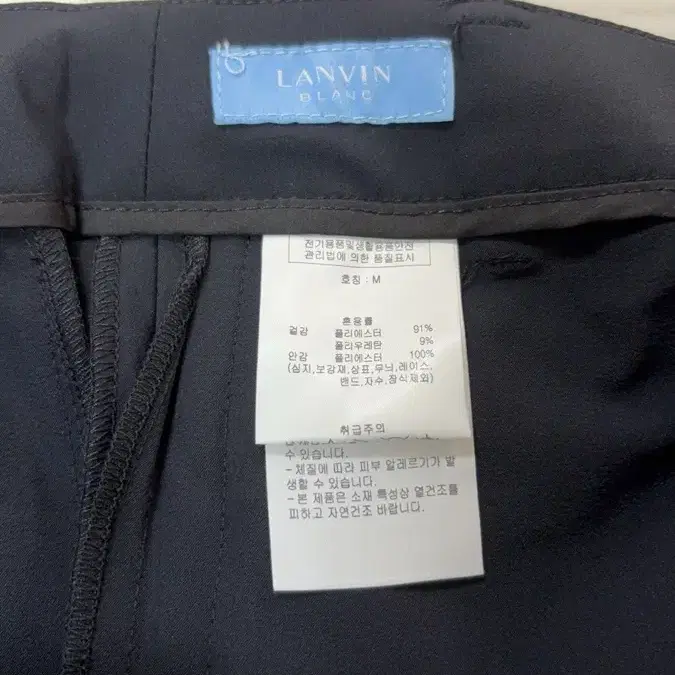 LANVIN
BLANC
전기용품및생활용품안전
관리법에 의한 품질표시
호칭 : M
혼용률
겉감 폴리에스터 91%
폴리우레탄 9%
안감 폴리에스터 100%
(심지,보강재,상표,무늬,레이스,
밴드,자수,장식제외)
취급주의
수 있습니다.
- 체질에 따라 피부 알레르기가 발
생할 수 있습니다.
- 본 제품은 소재 특성상 열건조를
피하고 자연건조 바랍니다.